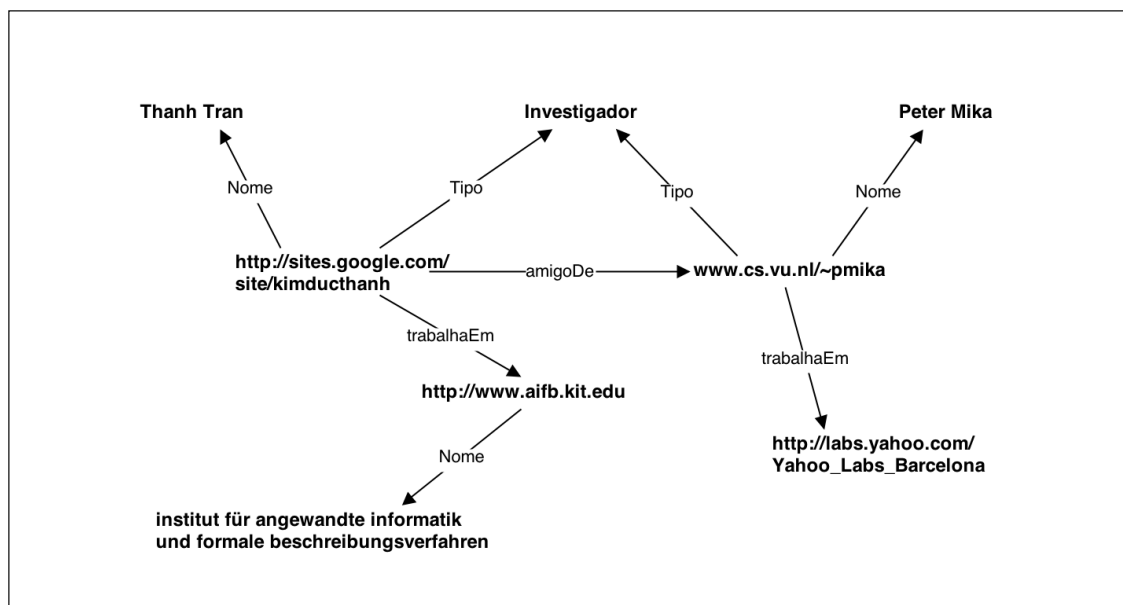 Thanh Tran
Investigador
Peter Mika
Nome
Tipo
Tipo
Nome
http://sites.google.com/
site/kimducthanh
amigoDe
www.cs.vu.nl/~pmika
trabalhaEm
trabalhaEm
http://www.aifb.kit.edu
http://labs.yahoo.com/
Yahoo_Labs_Barcelona
Nome
institut für angewandte informatik
und formale beschreibungsverfahren